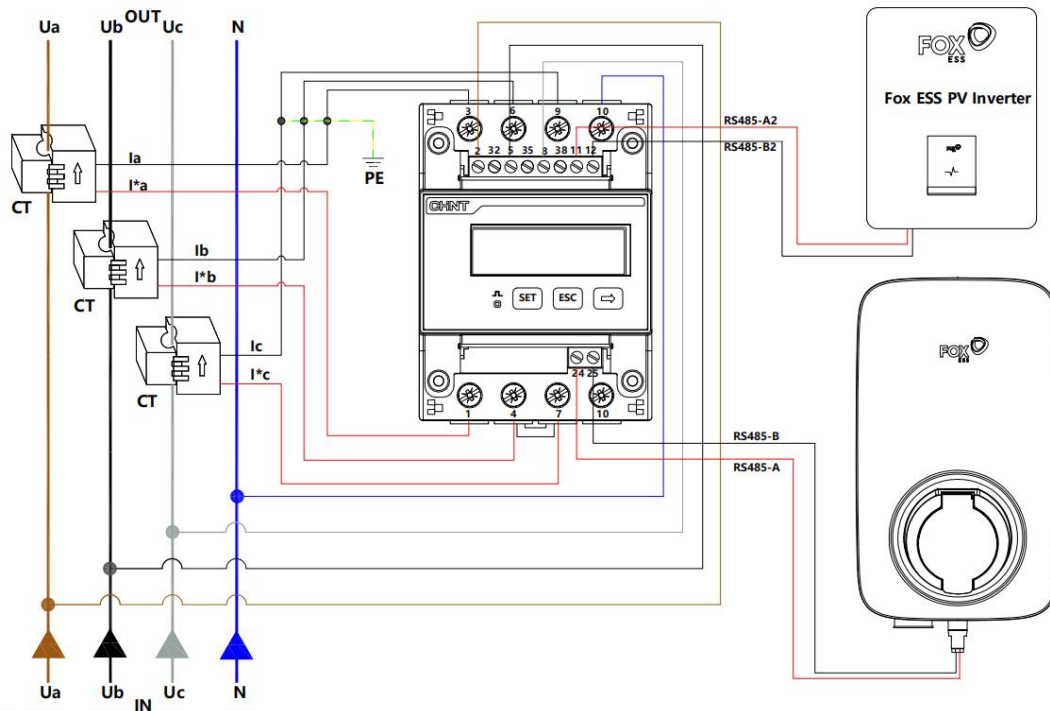 OUT
Ua Ub Uc N
FOX
ESS
Fox ESS PV Inverter
3 6 9 10
2 32 5 35 8 38 11 12
RS485-A2
RS485-B2
Ia
I*a
PE
CT
CHNT
Ib
I*b
CT
SET ESC
Ic
I*c
CT
FOX
ESS
24 25
1 4 7 10
RS485-B
RS485-A
Ua Ub Uc N
IN